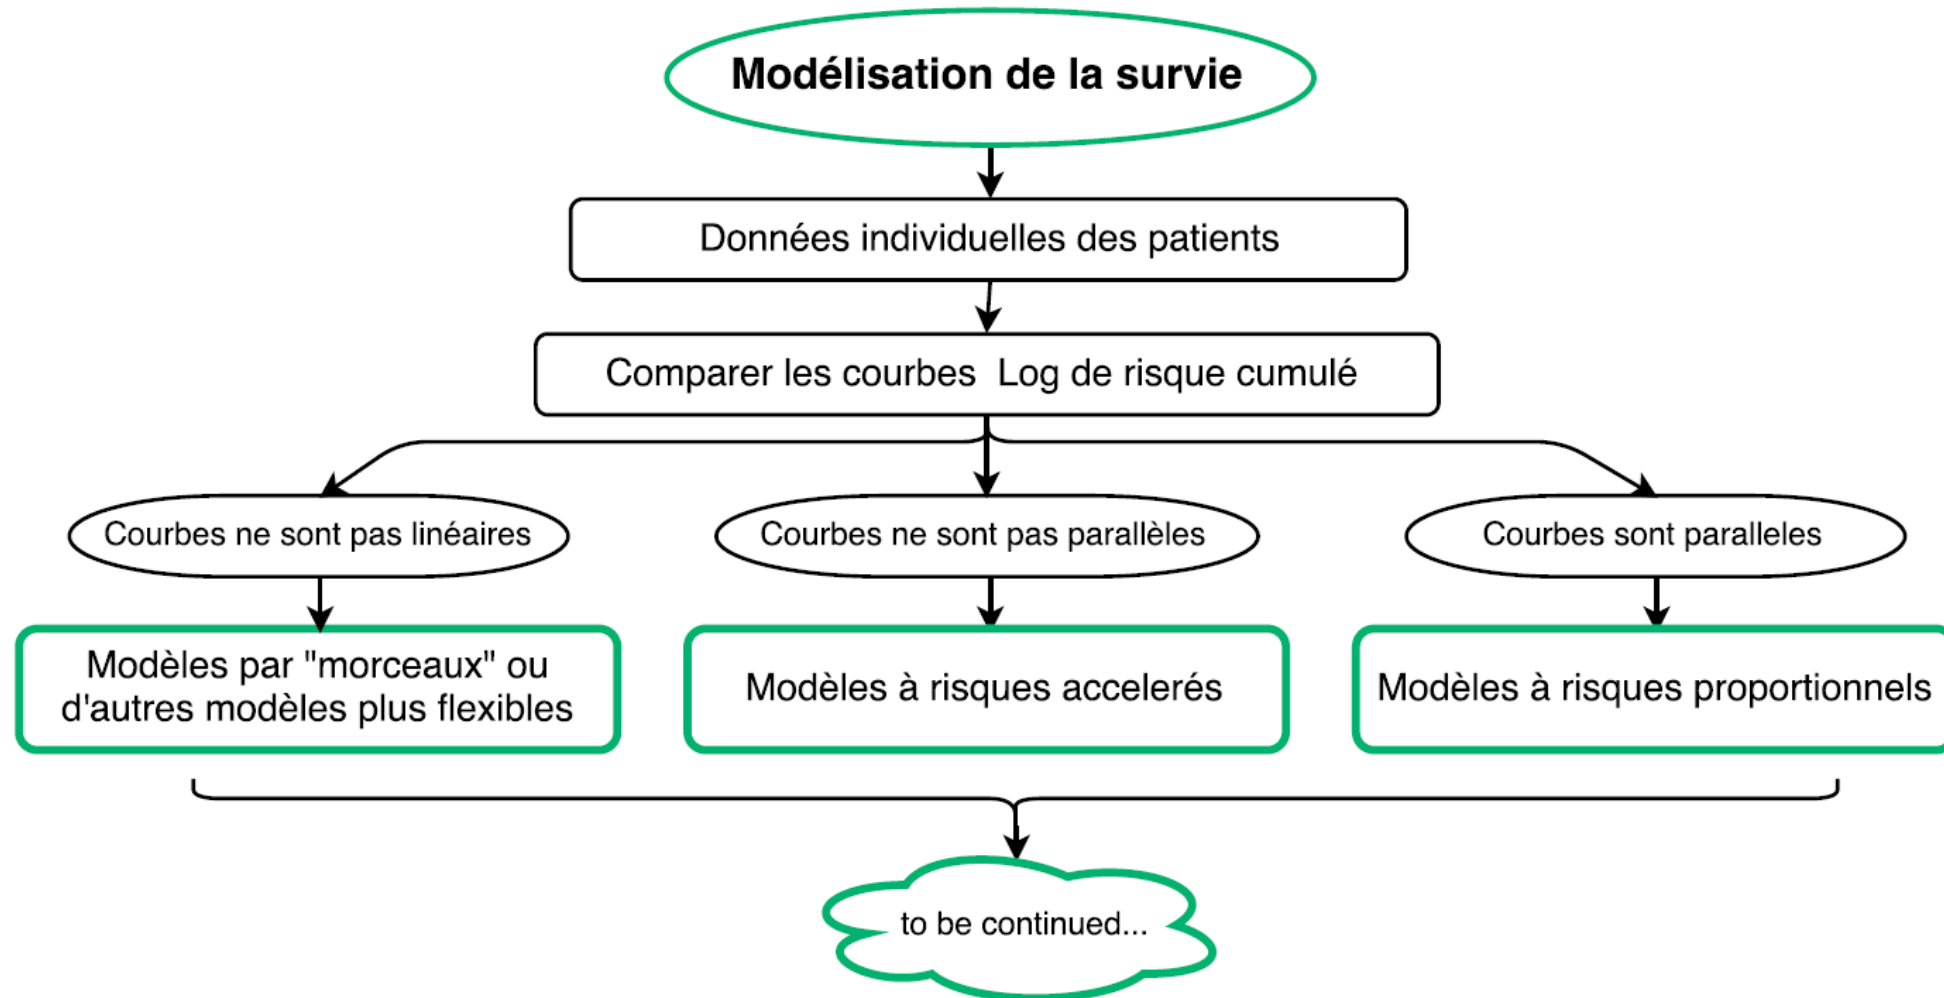 Modélisation de la survie
Données individuelles des patients
Comparer les courbes Log de risque cumulé
Courbes ne sont pas linéaires
Courbes ne sont pas parallèles
Courbes sont paralleles
Modèles par "morceaux" ou
d'autres modèles plus flexibles
Modèles à risques accelerés
Modèles à risques proportionnels
to be continued...